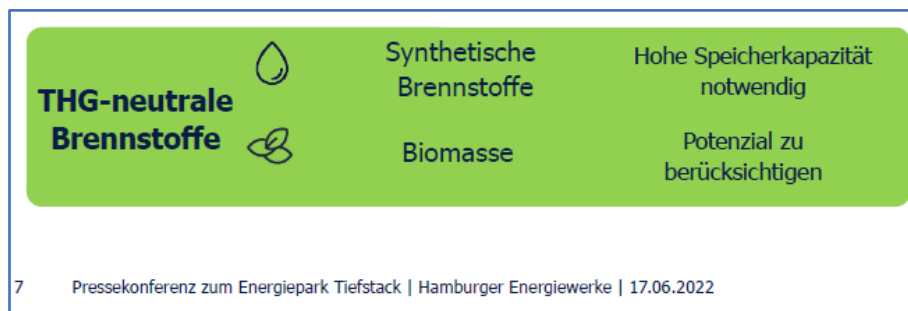 THG-neutrale
Brennstoffe
Synthetische
Brennstoffe
Hohe Speicherkapazität
notwendig
Biomasse
Potenzial zu
berücksichtigen
7 Pressekonferenz zum Energiepark Tiefstack | Hamburger Energiewerke | 17.06.2022